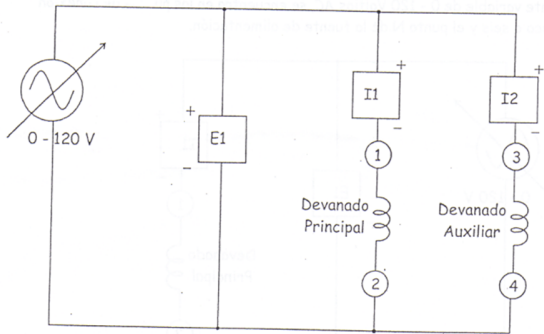 +
I1
-
+
I2
-
0 - 120 V
+
E1
-
1
3
Devanado
Principal
Devanado
Auxiliar
2
4